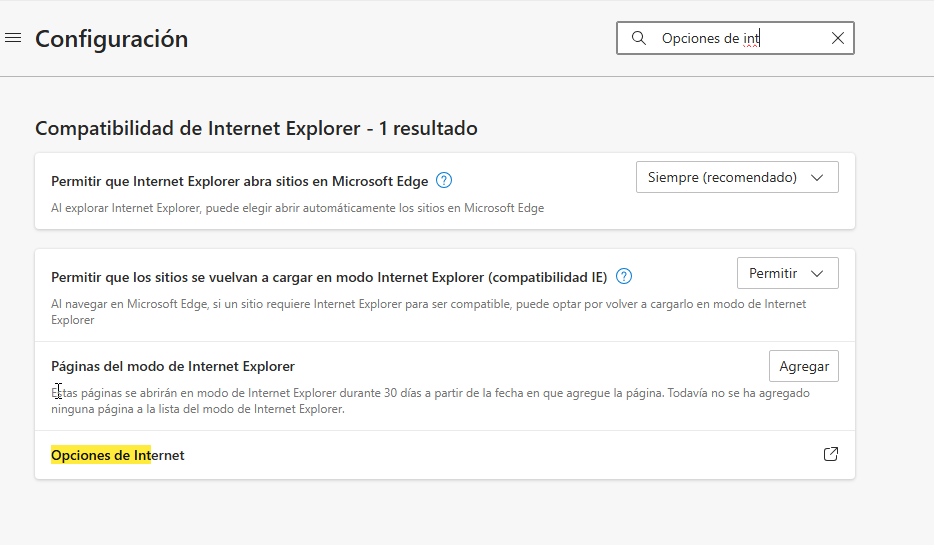 Configuración
Opciones de int
Compatibilidad de Internet Explorer - 1 resultado
Permitir que Internet Explorer abra sitios en Microsoft Edge ?
Siempre (recomendado)
Al explorar Internet Explorer, puede elegir abrir automáticamente los sitios en Microsoft Edge
Permitir que los sitios se vuelvan a cargar en modo Internet Explorer (compatibilidad IE) ?
Permitir
Al navegar en Microsoft Edge, si un sitio requiere Internet Explorer para ser compatible, puede optar por volver a cargarlo en modo de Internet
Explorer
Páginas del modo de Internet Explorer
Agregar
Estas páginas se abrirán en modo de Internet Explorer durante 30 días a partir de la fecha en que agregue la página. Todavía no se ha agregado
ninguna página a la lista del modo de Internet Explorer.
Opciones de Internet